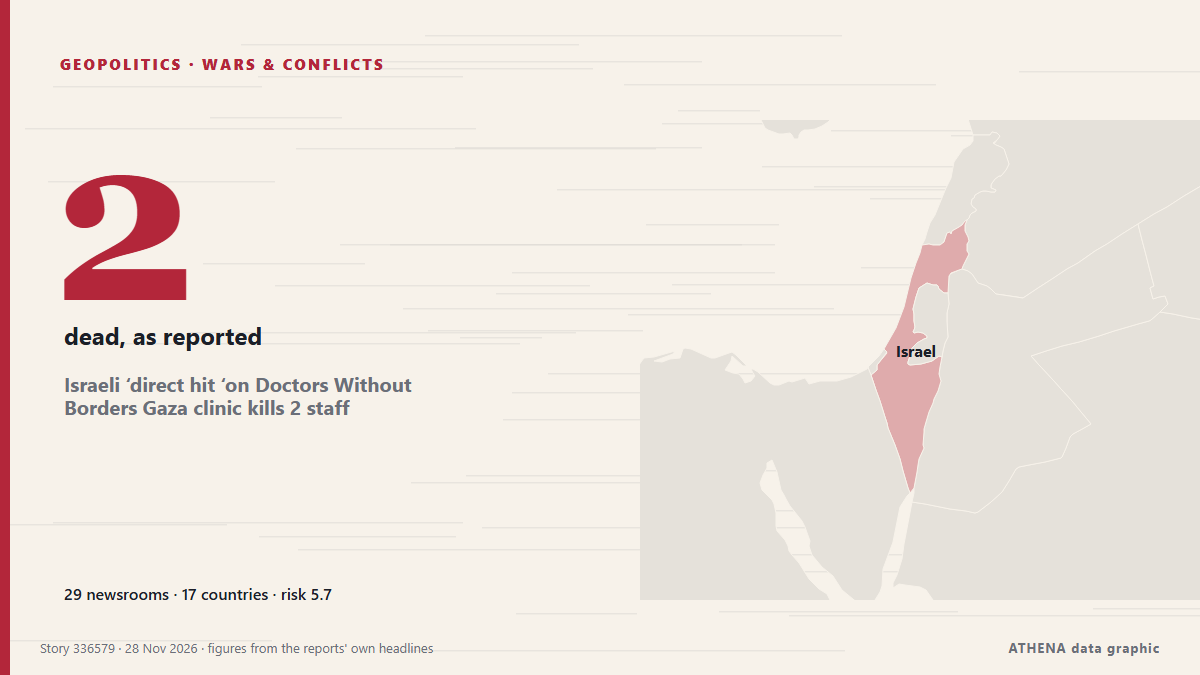 GEOPOLITICS · WARS & CONFLICTS
2
dead, as reported
Israeli ‘direct hit ‘on Doctors Without
Borders Gaza clinic kills 2 staff
Israel
29 newsrooms · 17 countries · risk 5.7
Story 336579 · 28 Nov 2026 · figures from the reports' own headlines
ATHENA data graphic